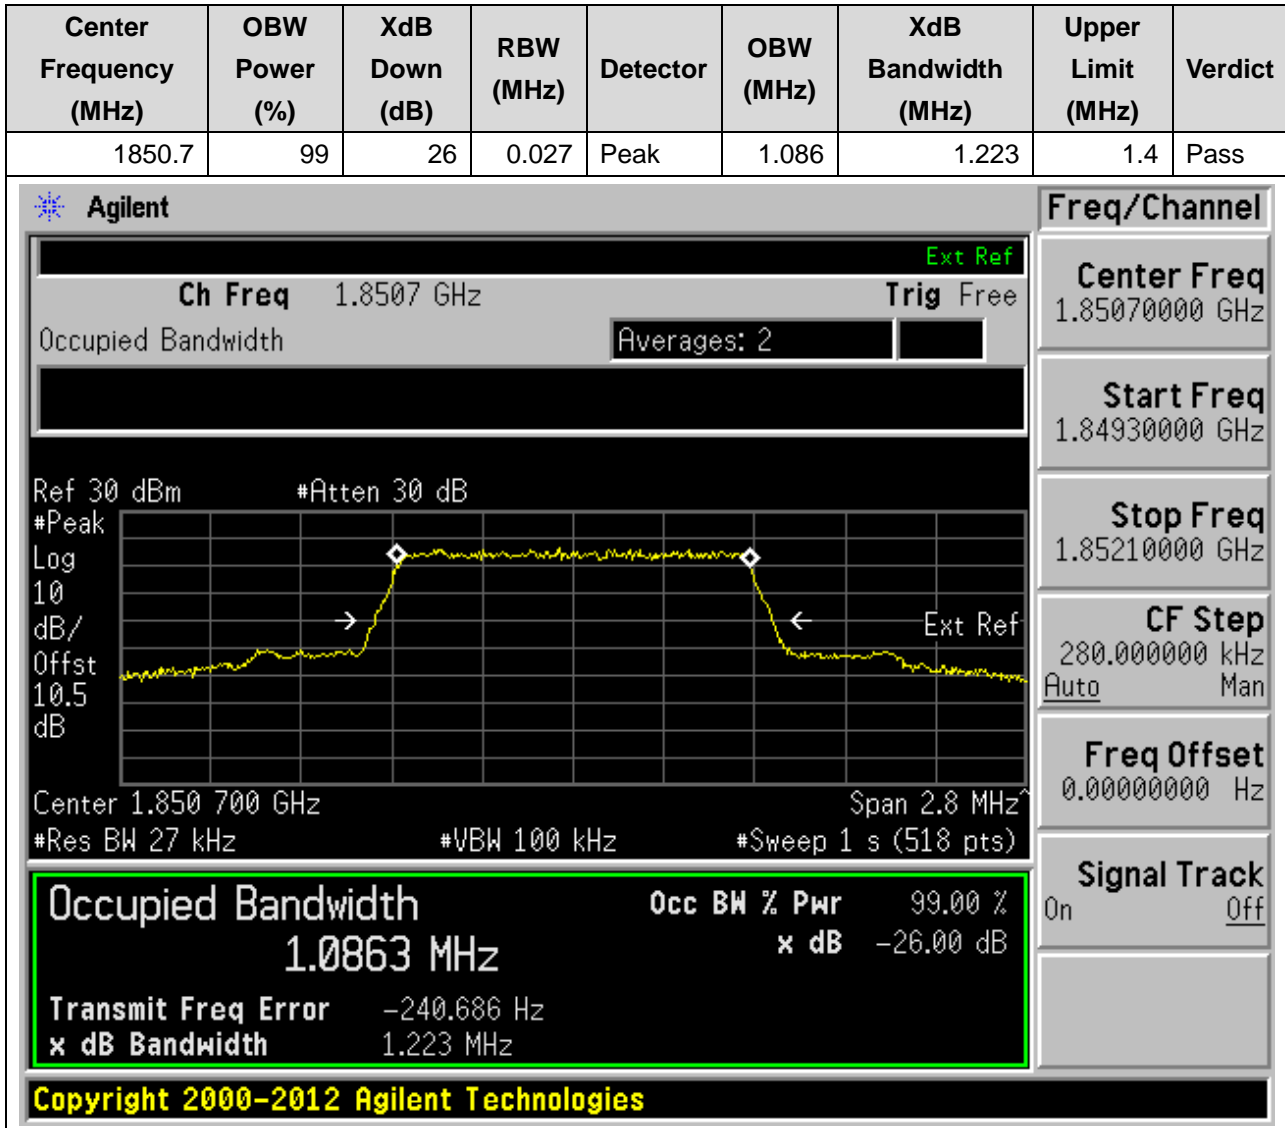 Center Frequency (MHz) OBW Power (%) XdB Down (dB) RBW (MHz) Detector OBW (MHz) XdB Bandwidth (MHz) Upper Limit (MHz) Verdict
1850.7 99 26 0.027 Peak 1.086 1.223 1.4 Pass
Agilent
Ext Ref
Ch Freq 1.8507 GHz Trig Free
Occupied Bandwidth Averages: 2
Ref 30 dBm #Atten 30 dB
#Peak
Log
10
dB/
Offst
10.5
dB
Ext Ref
Center 1.850 700 GHz Span 2.8 MHz^
#Res BW 27 kHz #VBW 100 kHz #Sweep 1 s (518 pts)
Occupied Bandwidth Occ BW % Pwr 99.00 %
1.0863 MHz x dB -26.00 dB
Transmit Freq Error -240.686 Hz
x dB Bandwidth 1.223 MHz
Copyright 2000-2012 Agilent Technologies
Freq/Channel
Center Freq
1.85070000 GHz
Start Freq
1.84930000 GHz
Stop Freq
1.85210000 GHz
CF Step
280.000000 kHz
Auto Man
Freq Offset
0.00000000 Hz
Signal Track
On Off